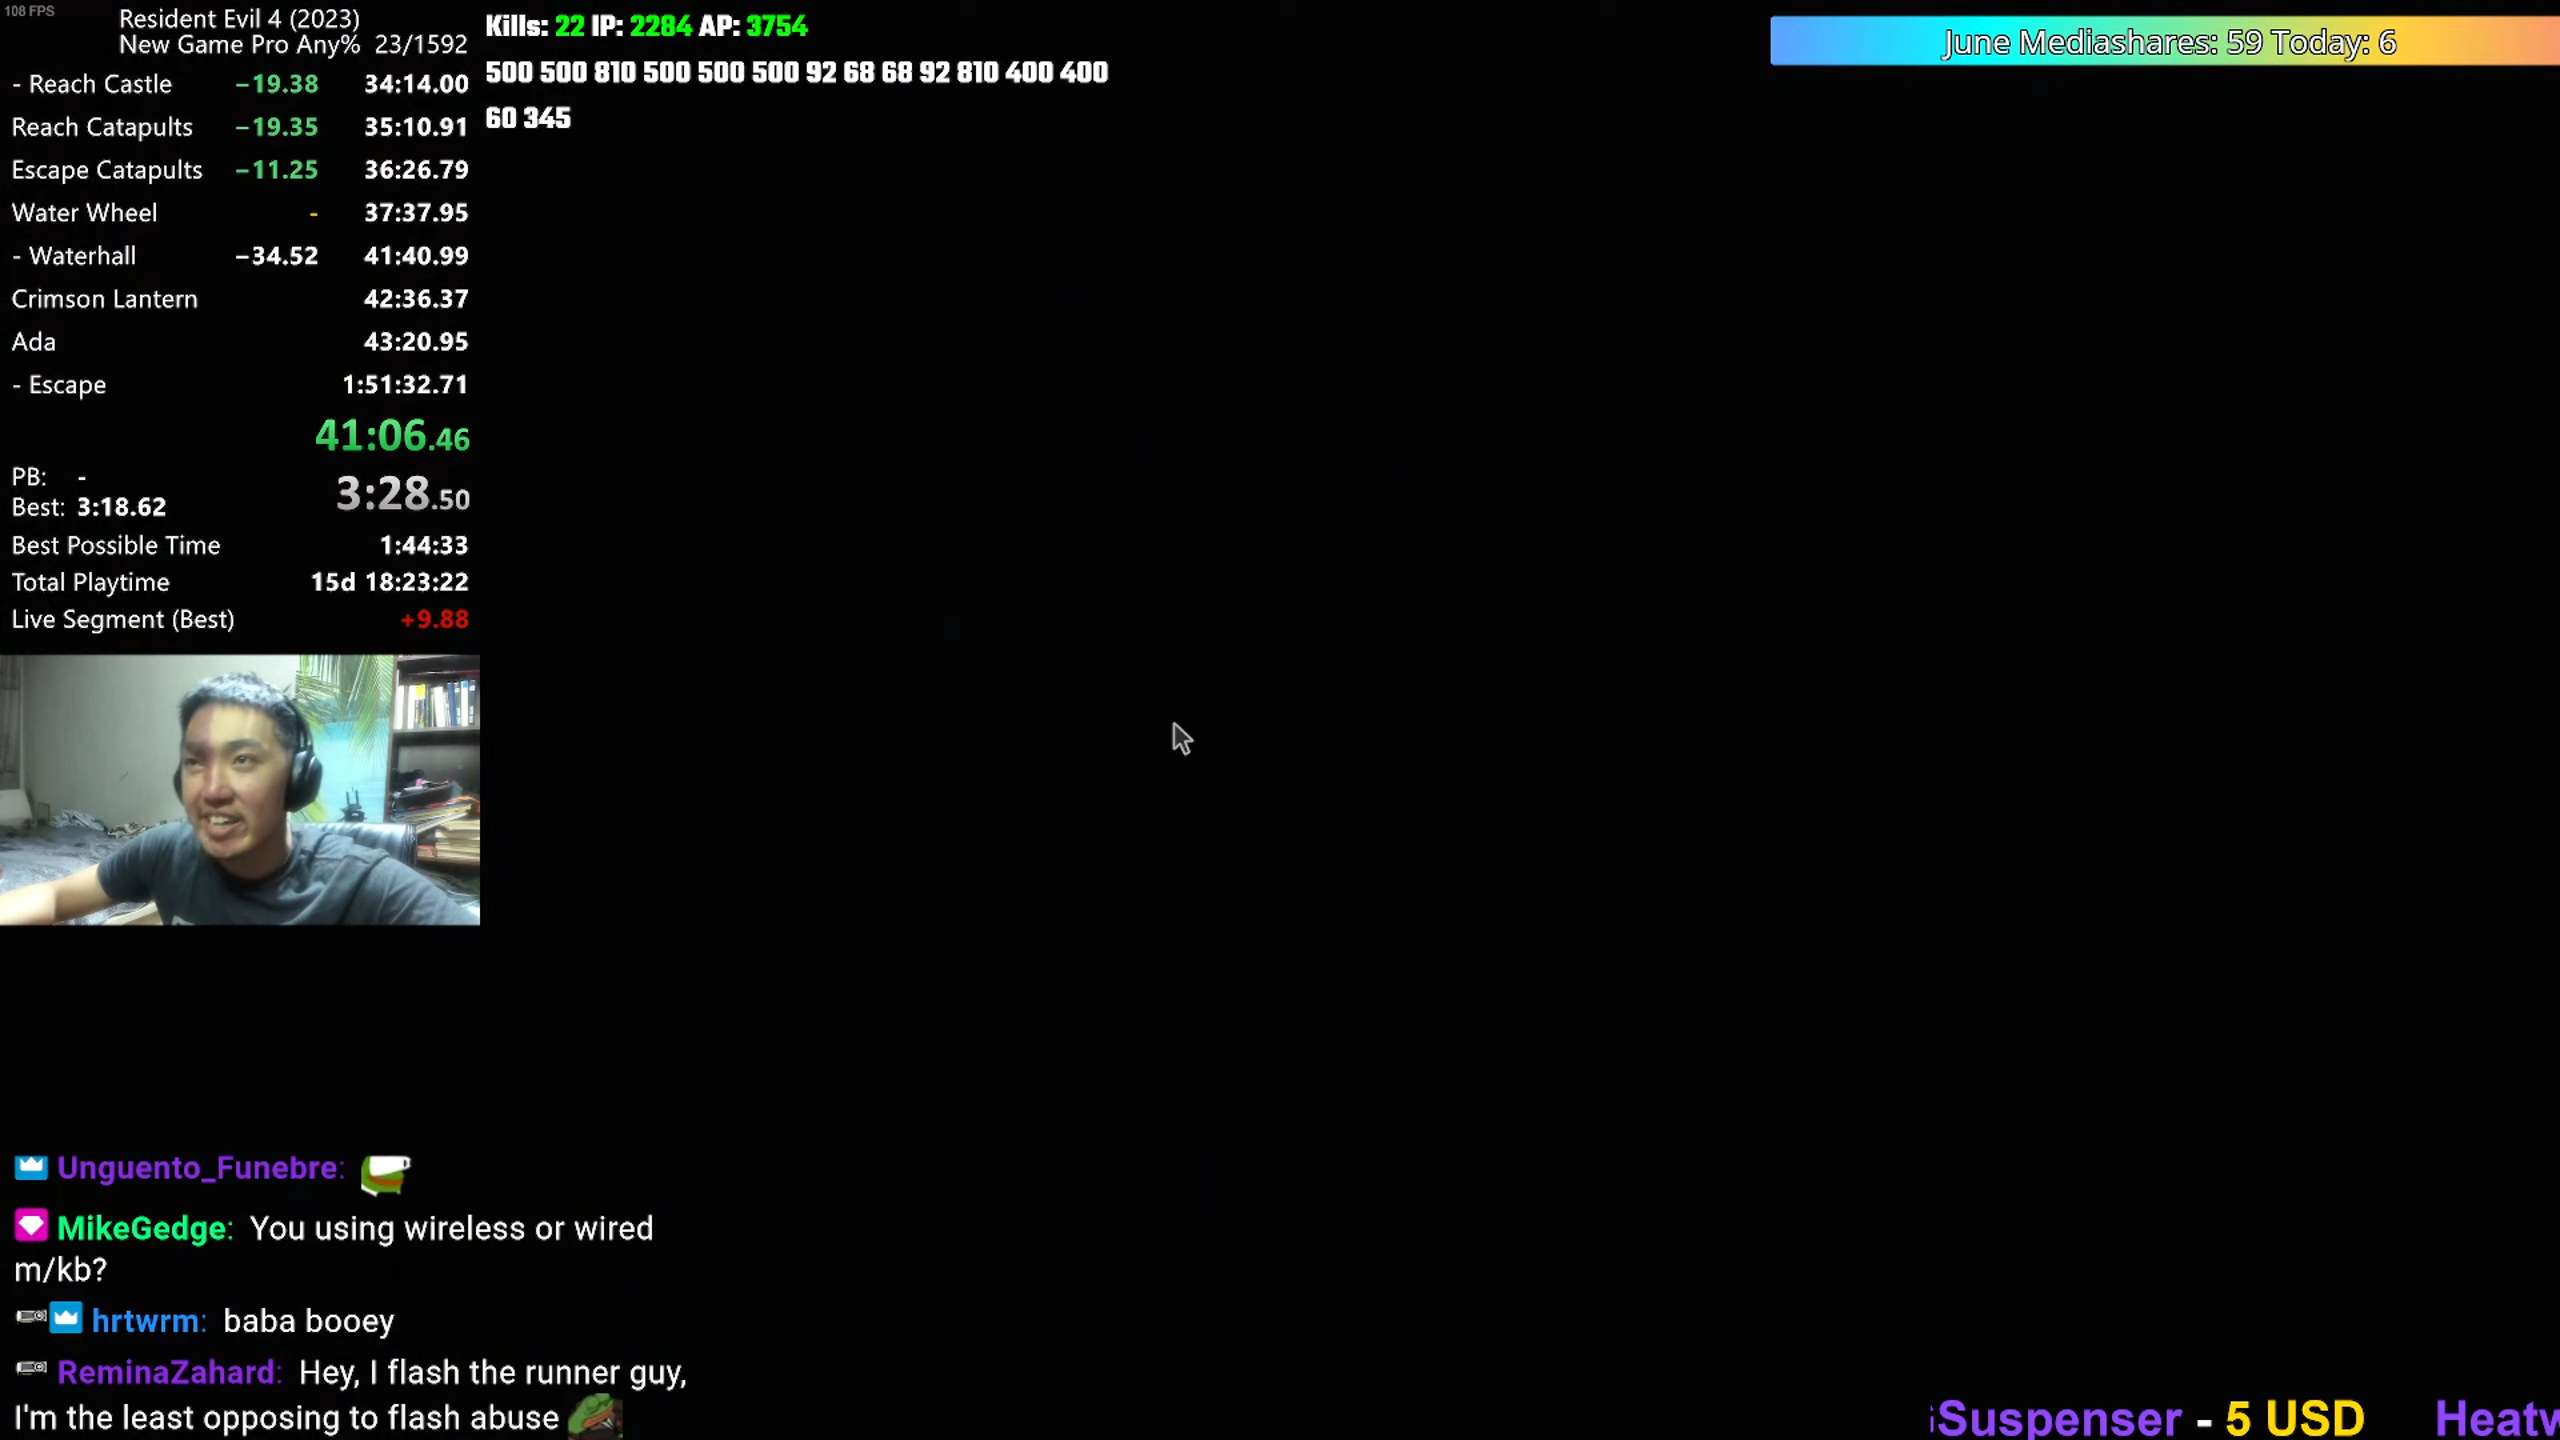 108 FPS
Resident Evil 4 (2023)
New Game Pro Any% 23/1592
- Reach Castle −19.38 34:14.00
Reach Catapults −19.35 35:10.91
Escape Catapults −11.25 36:26.79
Water Wheel - 37:37.95
- Waterhall −34.52 41:40.99
Crimson Lantern 42:36.37
Ada 43:20.95
- Escape 1:51:32.71
41:06.46
PB: -
3:28.50
Best: 3:18.62
Best Possible Time 1:44:33
Total Playtime 15d 18:23:22
Live Segment (Best) +9.88
Kills: 22 IP: 2284 AP: 3754
500 500 810 500 500 500 92 68 68 92 810 400 400
60 345
June Mediashares: 59 Today: 6
Unguento_Funebre:
MikeGedge: You using wireless or wired
m/kb?
hrtwrm: baba booey
ReminaZahard: Hey, I flash the runner guy,
I'm the least opposing to flash abuse
Suspenser - 5 USD Heatw